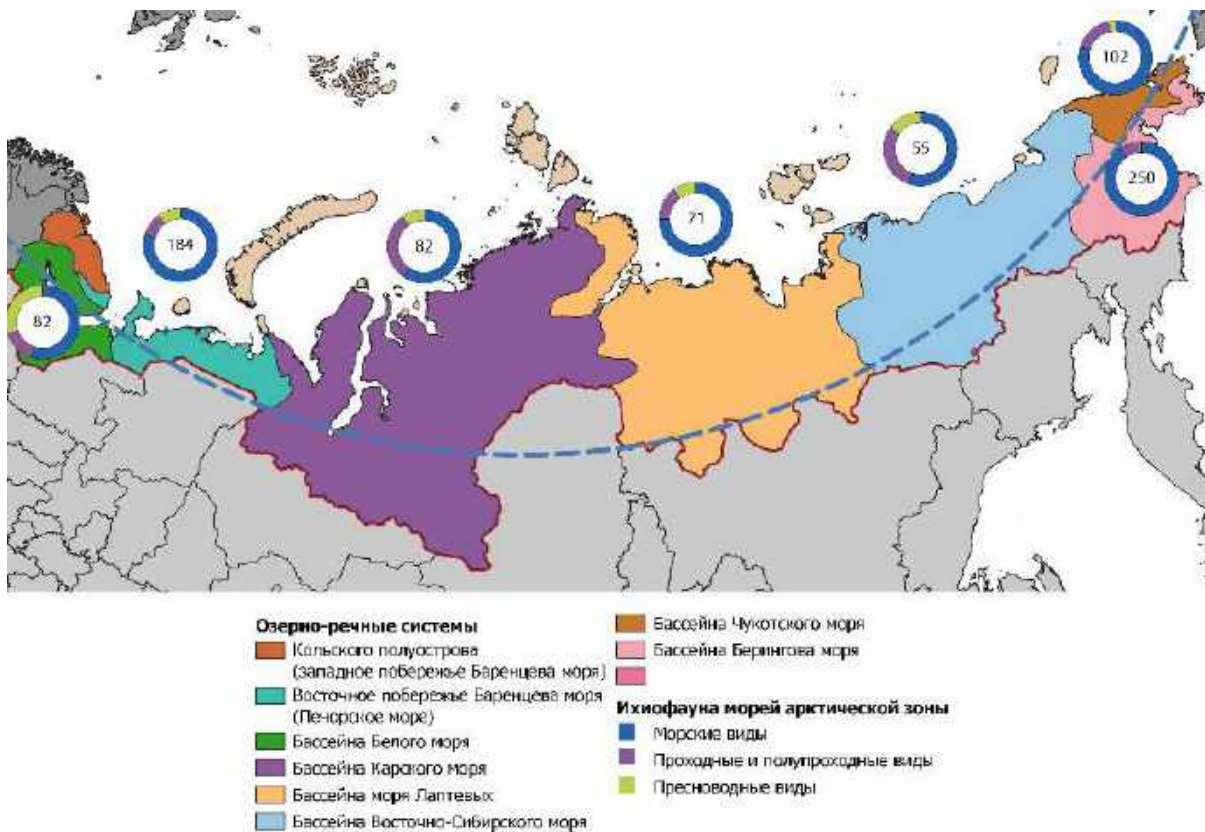 102
55
250
71
184
82
82
Озерно-речные системы
Кольского полуострова
(западное побережье Баренцева моря)
Восточное побережье Баренцева моря
(Печорское море)
Бассейна Белого моря
Бассейна Карского моря
Бассейна моря Лаптевых
Бассейна Восточно-Сибирского моря
Бассейна Чукотского моря
Бассейна Берингова моря
Ихиофауна морей арктической зоны
Морские виды
Проходные и полупроходные виды
Пресноводные виды